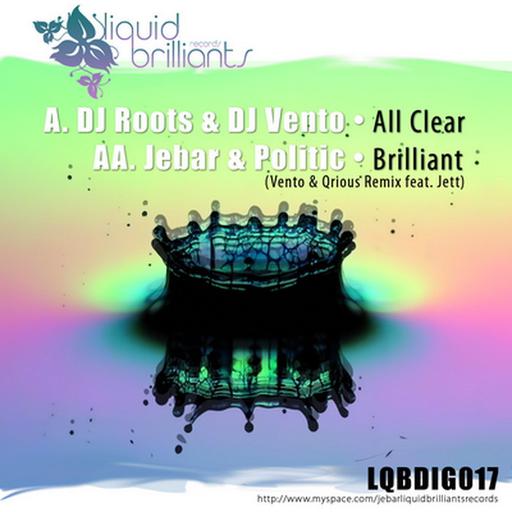 liquid
records
brilliants
A. DJ Roots & DJ Vento • All Clear
AA. Jebar & Politic • Brilliant
(Vento & Qrious Remix feat. Jett)
LQBDIG017
http://www.myspace.com/jebarliquidbrilliantsrecords